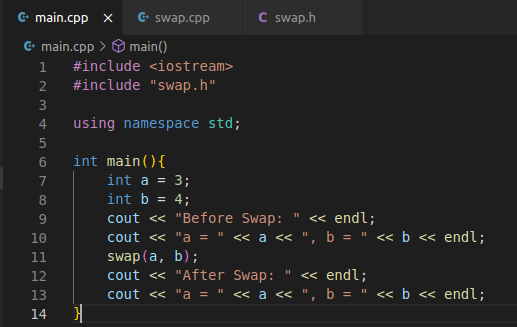 main.cpp × swap.cpp swap.h
main.cpp > main()
1 #include <iostream>
2 #include "swap.h"
3
4 using namespace std;
5
6 int main(){
7     int a = 3;
8     int b = 4;
9     cout << "Before Swap: " << endl;
10     cout << "a = " << a << ", b = " << b << endl;
11     swap(a, b);
12     cout << "After Swap: " << endl;
13     cout << "a = " << a << ", b = " << b << endl;
14 }